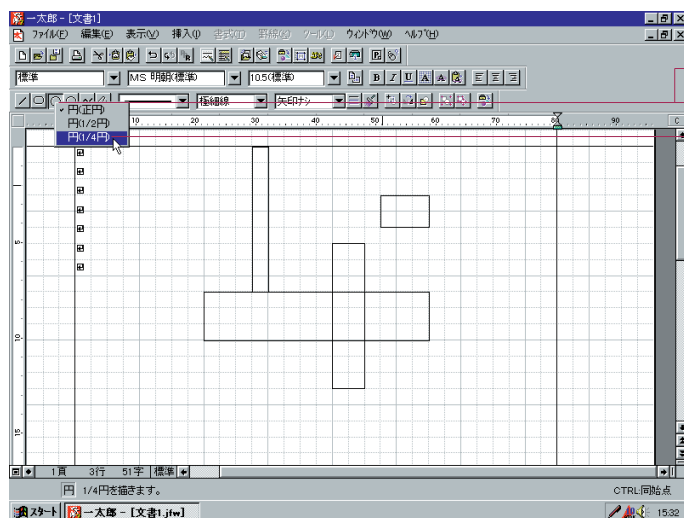 一太郎 - [文書1]
ファイル(F) 編集(E) 表示(V) 挿入(I) 書式(T) 罫線(K) ツール(L) ウィンドウ(W) ヘルプ(H)
標準 MS 明朝(標準) 10.5(標準) B I U A A
極細線 矢印ナシ
円(正円)
円(1/2円)
円(1/4円)
10 20 30 40 50 60 70 80 90
5
10
15
1頁 3行 51字 標準
円 1/4円を描きます。 CTRL:同始点
スタート 一太郎 - [文書1.jfw] 15:32